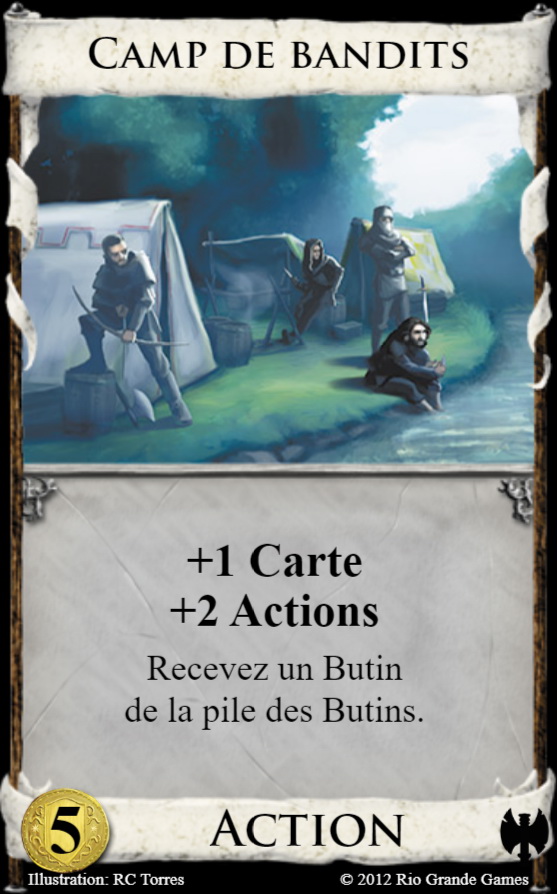 Camp de bandits
+1 Carte
+2 Actions
Recevez un Butin
de la pile des Butins.
5
Action
Illustration: RC Torres
© 2012 Rio Grande Games